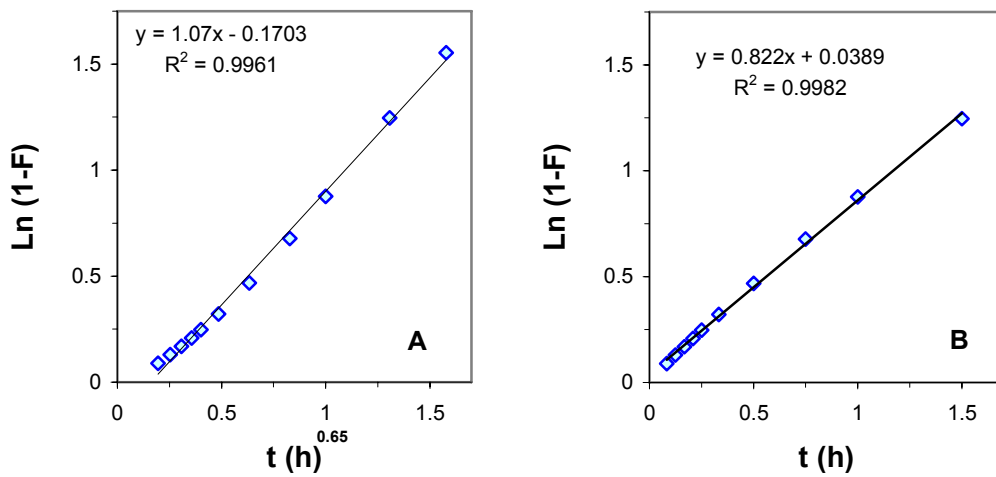 y = 1.07x - 0.1703
R² = 0.9961
1.5
1
0.5
0
Ln (1-F)
A
0
0.5
1
1.5
t (h)^0.65
y = 0.822x + 0.0389
R² = 0.9982
1.5
1
0.5
0
Ln (1-F)
B
0
0.5
1
1.5
t (h)